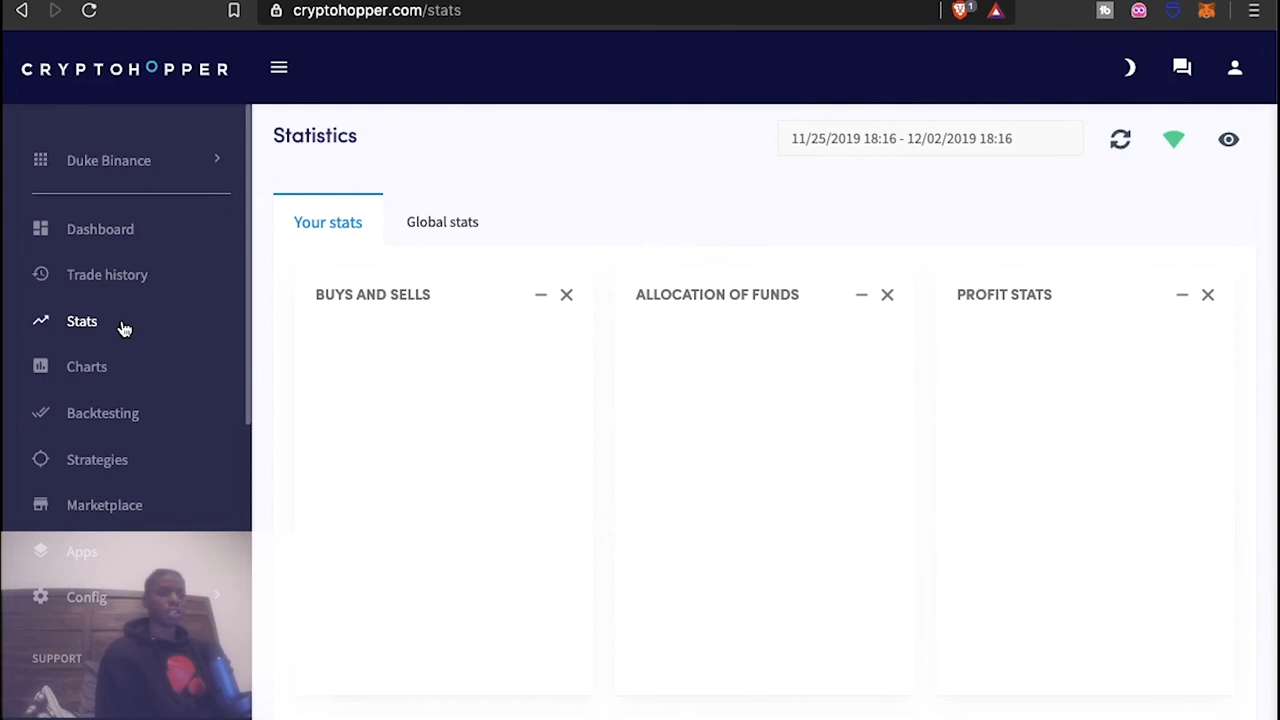 cryptohopper.com/stats
1
tb
CRYPTOHOPPER
Statistics
11/25/2019 18:16 - 12/02/2019 18:16
Duke Binance
Your stats
Global stats
Dashboard
Trade history
Stats
Charts
Backtesting
Strategies
Marketplace
Apps
Config
SUPPORT
BUYS AND SELLS
ALLOCATION OF FUNDS
PROFIT STATS